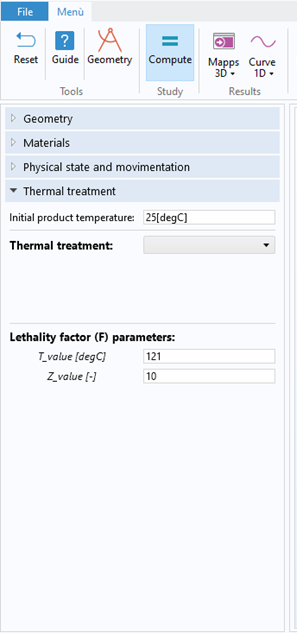 File Menù
Reset Guide Geometry Compute Mapps Curve
3D 1D
Tools Study Results
Geometry
Materials
Physical state and movimentation
Thermal treatment
Initial product temperature: 25[degC]
Thermal treatment:
Lethality factor (F) parameters:
T_value [degC] 121
Z_value [-] 10